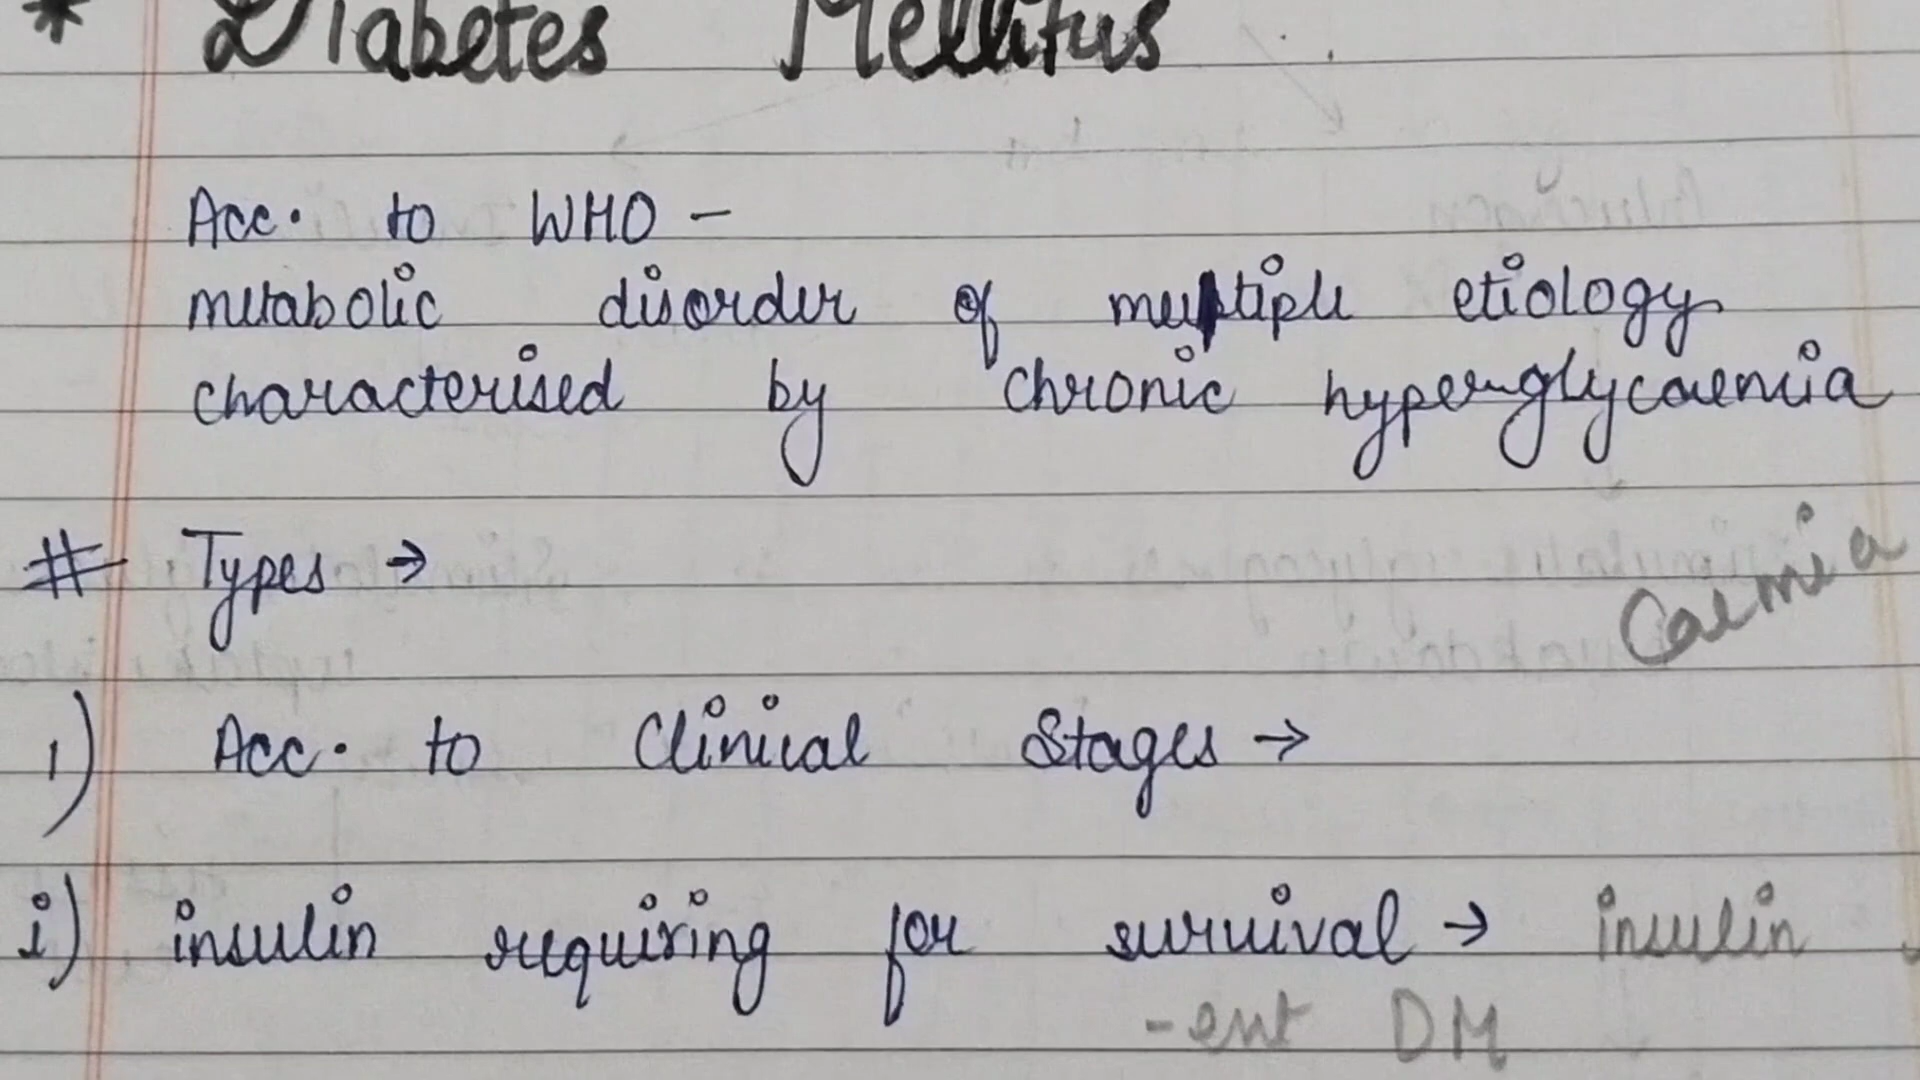 * Diabetes Mellitus
Acc. to WHO -
metabolic disorder of multiple etiology
characterised by chronic hyperglycaemia
# Types →
Caemia
1) Acc. to Clinical Stages →
i) insulin requiring for survival → insulin
-ent DM